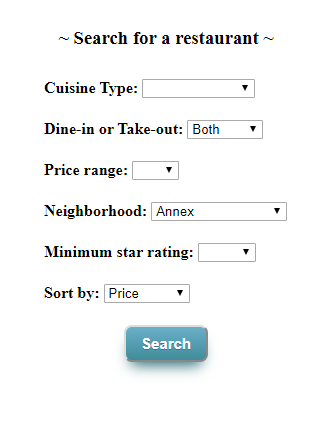 ~ Search for a restaurant ~
Cuisine Type:
Dine-in or Take-out: Both
Price range:
Neighborhood: Annex
Minimum star rating:
Sort by: Price
Search